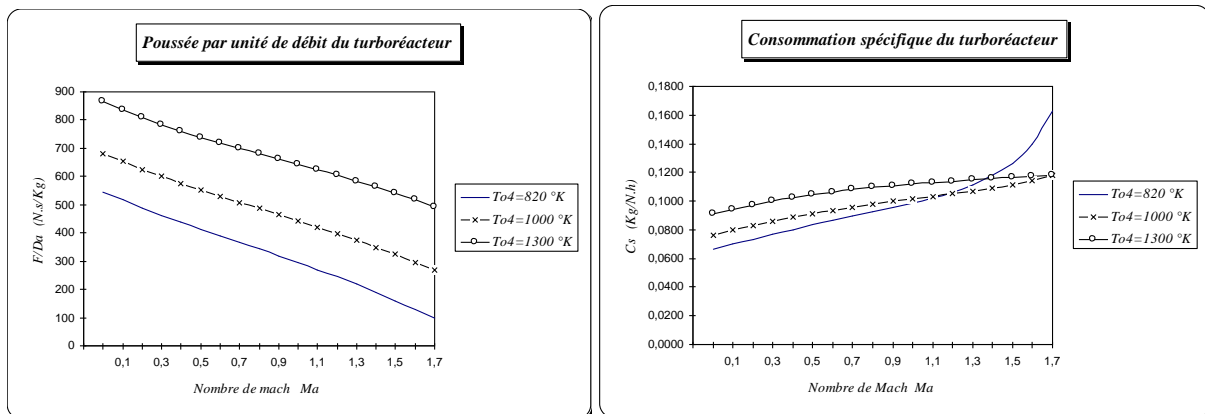 Poussée par unité de débit du turboréacteur
900
800
700
600
500
400
300
200
100
0
F/Da (N.s/Kg)
0,1 0,3 0,5 0,7 0,9 1,1 1,3 1,5 1,7
Nombre de mach Ma
To4=820 °K
To4=1000 °K
To4=1300 °K
Consommation spécifique du turboréacteur
0,1800
0,1600
0,1400
0,1200
0,1000
0,0800
0,0600
0,0400
0,0200
0,0000
Cs (Kg/N.h)
0,1 0,3 0,5 0,7 0,9 1,1 1,3 1,5 1,7
Nombre de Mach Ma
To4=820 °K
To4=1000 °K
To4=1300 °K